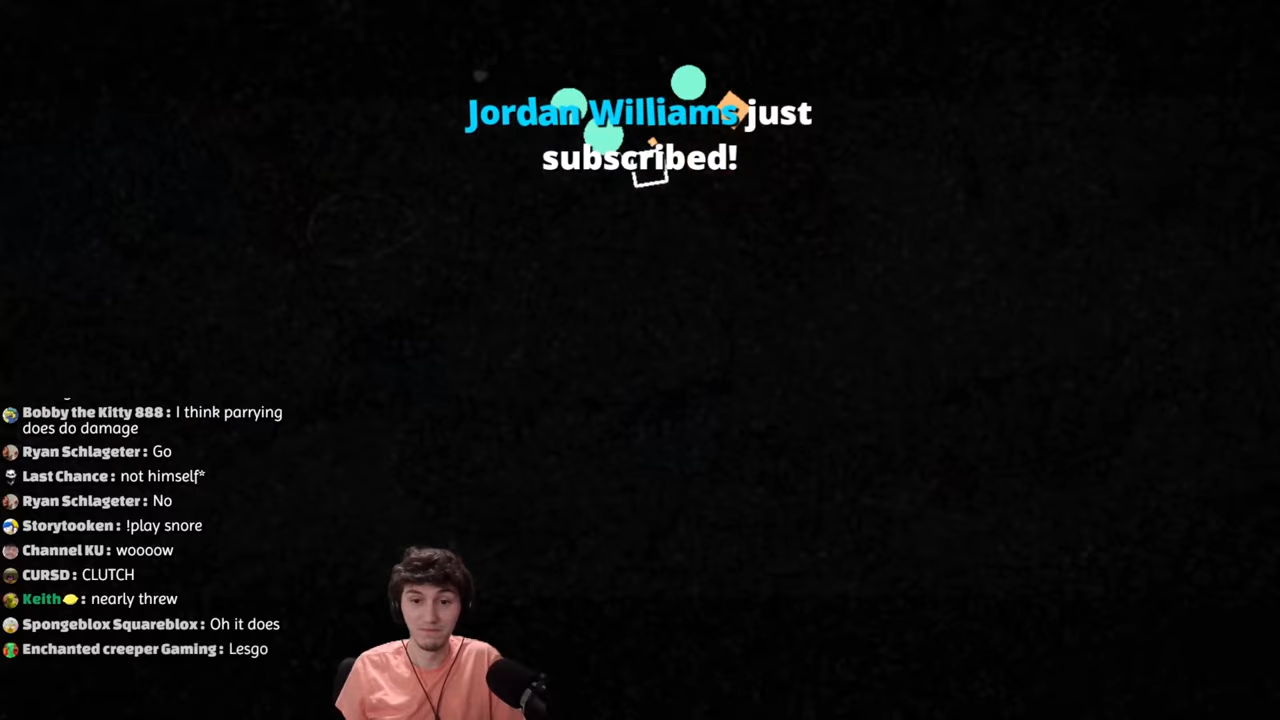 Jordan Williams just
subscribed!
Bobby the Kitty 888 : I think parrying
does do damage
Ryan Schlageter : Go
Last Chance : not himself*
Ryan Schlageter : No
Storytooken : !play snore
Channel KU : woooow
CURSD : CLUTCH
Keith🍋 : nearly threw
Spongeblox Squareblox : Oh it does
Enchanted creeper Gaming : Lesgo